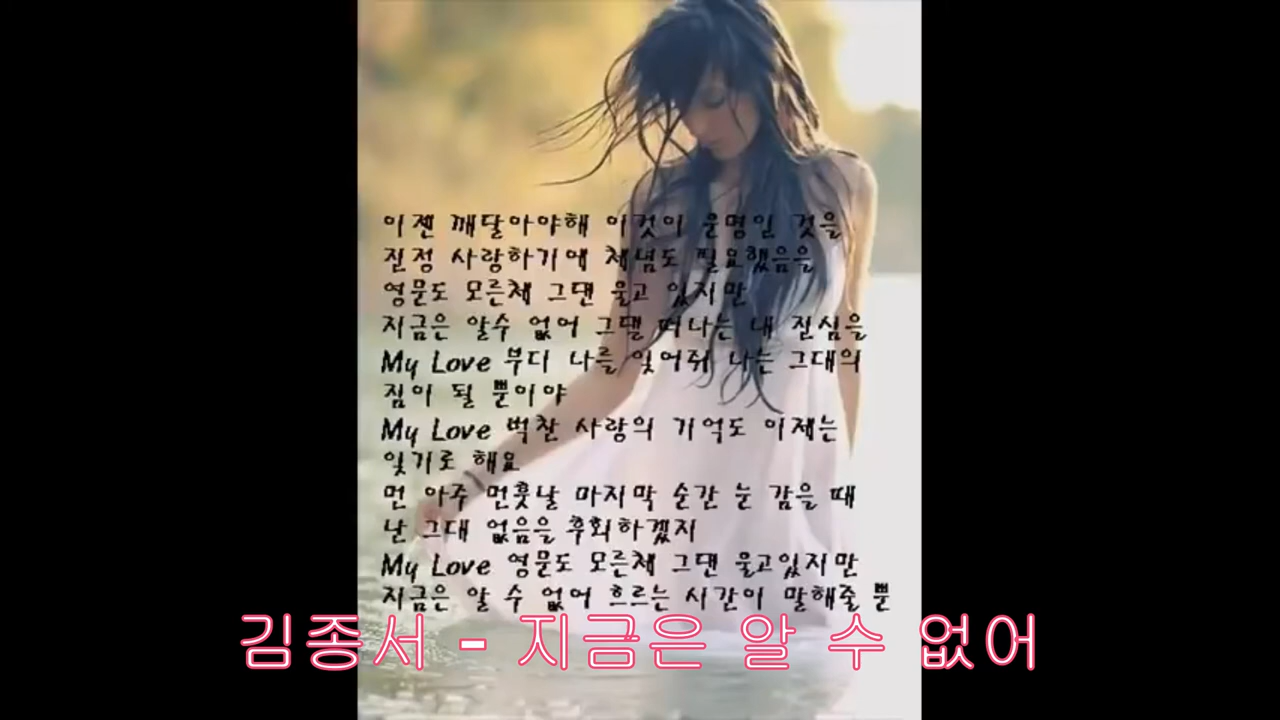 이젠 깨달아야해 이것이 운명인 것을
진정 사랑하기에 체념도 필요했음을
영문도 모른채 그댄 울고 있지만
지금은 알수 없어 그댈 떠나는 내 진심을
My Love 부디 나를 잊어줘 나는 그대의
짐이 될 뿐이야
My Love 벅찬 사랑의 기억도 이제는
잊기로 해요
먼 아주 먼훗날 마지막 순간 눈 감을 때
난 그대 없음을 후회하겠지
My Love 영문도 모른채 그댄 울고있지만
지금은 알 수 없어 흐르는 시간이 말해줄 뿐
김종서 - 지금은 알 수 없어